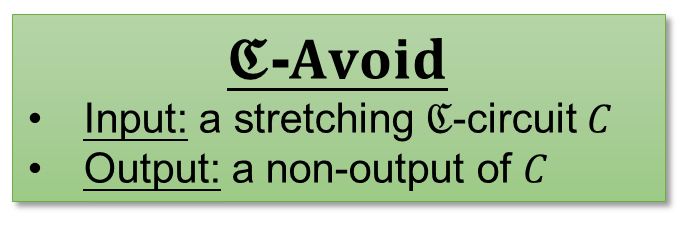 ℭ-Avoid
• Input: a stretching ℭ-circuit 𝐶
• Output: a non-output of 𝐶